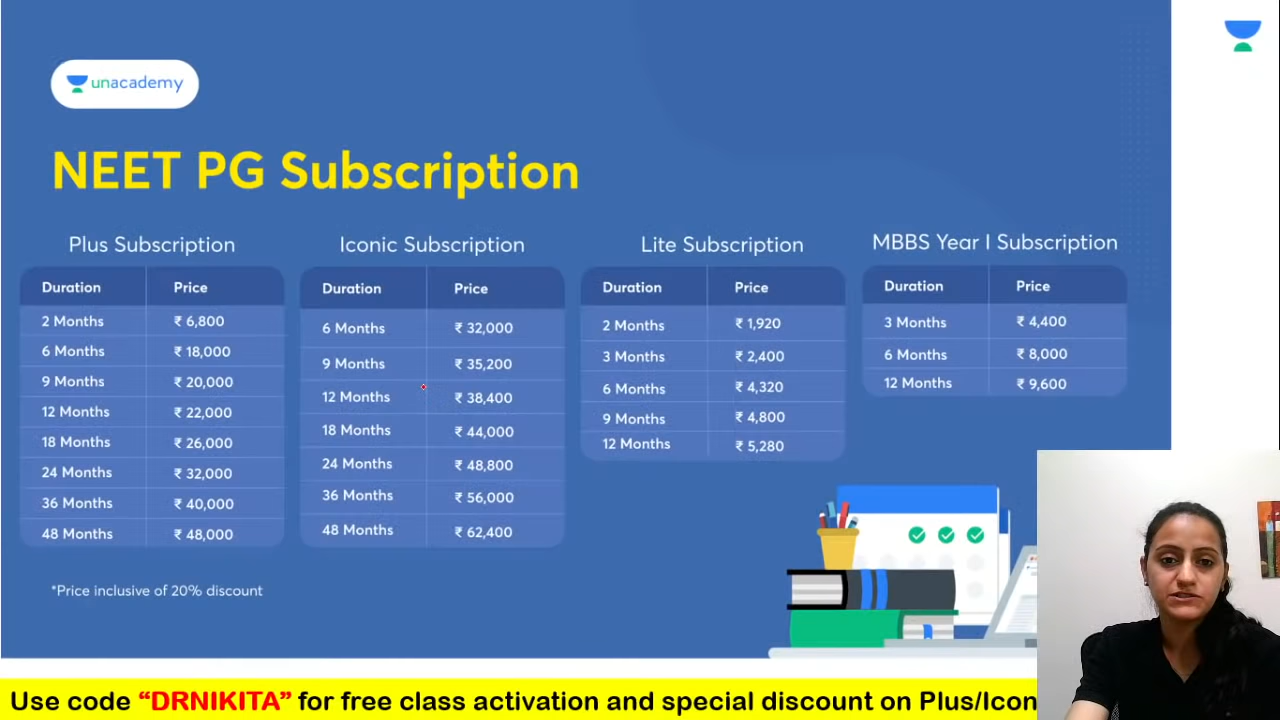 unacademy
NEET PG Subscription
Plus Subscription
Duration Price
2 Months ₹ 6,800
6 Months ₹ 18,000
9 Months ₹ 20,000
12 Months ₹ 22,000
18 Months ₹ 26,000
24 Months ₹ 32,000
36 Months ₹ 40,000
48 Months ₹ 48,000
Iconic Subscription
Duration Price
6 Months ₹ 32,000
9 Months ₹ 35,200
12 Months ₹ 38,400
18 Months ₹ 44,000
24 Months ₹ 48,800
36 Months ₹ 56,000
48 Months ₹ 62,400
Lite Subscription
Duration Price
2 Months ₹ 1,920
3 Months ₹ 2,400
6 Months ₹ 4,320
9 Months ₹ 4,800
12 Months ₹ 5,280
MBBS Year I Subscription
Duration Price
3 Months ₹ 4,400
6 Months ₹ 8,000
12 Months ₹ 9,600
*Price inclusive of 20% discount
Use code “DRNIKITA” for free class activation and special discount on Plus/Icon